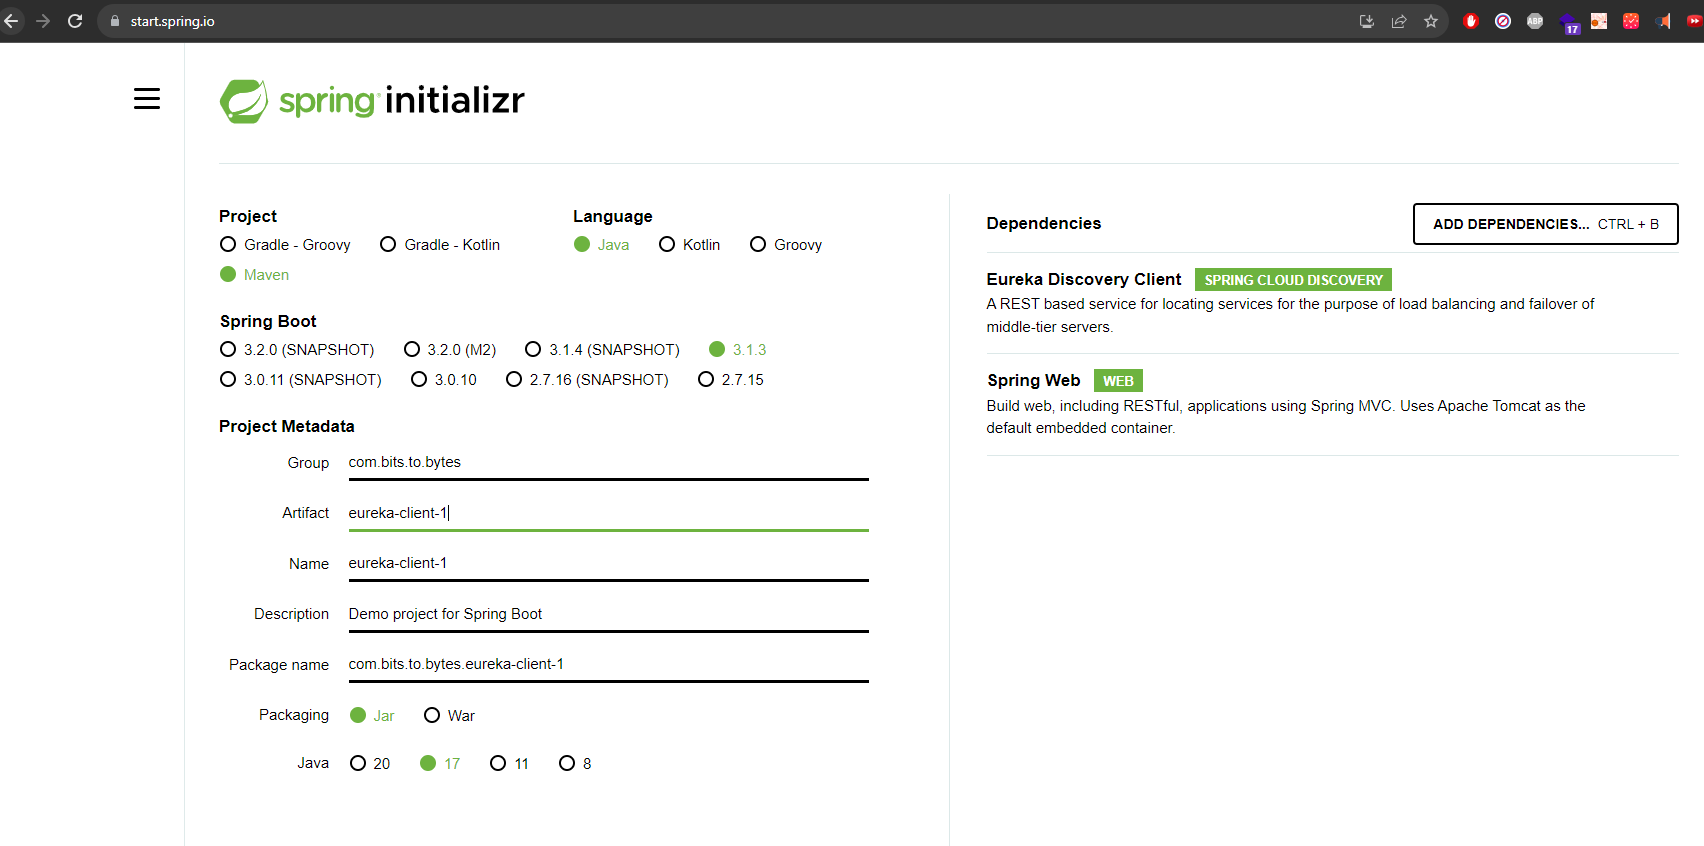 start.spring.io
ABP
17
spring initializr
Project
Gradle - Groovy Gradle - Kotlin
Maven
Language
Java Kotlin Groovy
Spring Boot
3.2.0 (SNAPSHOT) 3.2.0 (M2) 3.1.4 (SNAPSHOT) 3.1.3
3.0.11 (SNAPSHOT) 3.0.10 2.7.16 (SNAPSHOT) 2.7.15
Project Metadata
Group com.bits.to.bytes
Artifact eureka-client-1
Name eureka-client-1
Description Demo project for Spring Boot
Package name com.bits.to.bytes.eureka-client-1
Packaging Jar War
Java 20 17 11 8
Dependencies
ADD DEPENDENCIES... CTRL + B
Eureka Discovery Client SPRING CLOUD DISCOVERY
A REST based service for locating services for the purpose of load balancing and failover of
middle-tier servers.
Spring Web WEB
Build web, including RESTful, applications using Spring MVC. Uses Apache Tomcat as the
default embedded container.